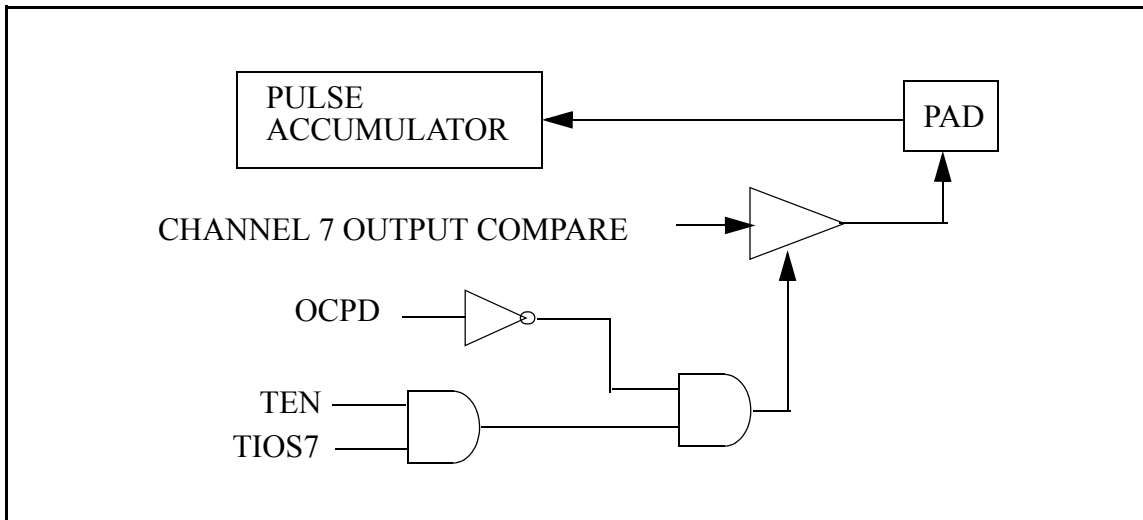 PULSE
ACCUMULATOR
PAD
CHANNEL 7 OUTPUT COMPARE
OCPD
TEN
TIOS7